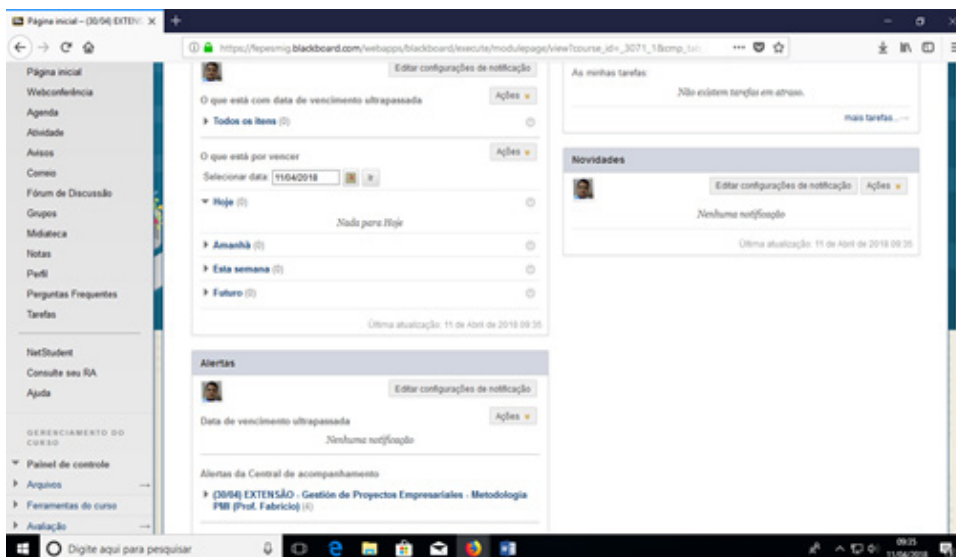 Página inicial – (30/04) EXTENS
https://fepesmig.blackboard.com/webapps/blackboard/execute/modulepage/view?course_id=_3071_1&cmp_tab
Página inicial
Webconferência
Agenda
Atividade
Avisos
Correio
Fórum de Discussão
Grupos
Midiateca
Notas
Perfil
Perguntas Frequentes
Tarefas
NetStudent
Consulte seu RA
Ajuda
GERENCIAMENTO DO
CURSO
Painel de controle
Arquivos
Ferramentas do curso
Avaliação
Editar configurações de notificação
O que está com data de vencimento ultrapassada
Ações
Todos os itens (0)
O que está por vencer
Ações
Selecionar data: 11/04/2018 Ir
Hoje (0)
Nada para Hoje
Amanhã (0)
Esta semana (0)
Futuro (0)
Última atualização: 11 de Abril de 2018 09:35
Alertas
Editar configurações de notificação
Data de vencimento ultrapassada
Ações
Nenhuma notificação
Alertas da Central de acompanhamento
(30/04) EXTENSÃO - Gestión de Proyectos Empresariales - Metodologia
PMI (Prof. Fabricio) (4)
As minhas tarefas:
Não existem tarefas em atraso.
mais tarefas...
Novidades
Editar configurações de notificação Ações
Nenhuma notificação
Última atualização: 11 de Abril de 2018 09:35
Digite aqui para pesquisar
09:35
11/04/2018